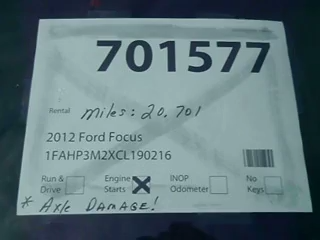 701577
Rental miles: 20,701
2012 Ford Focus
1FAHP3M2XCL190216
Run & Drive Engine Starts INOP Odometer No Keys
* Axle DAMAGE!